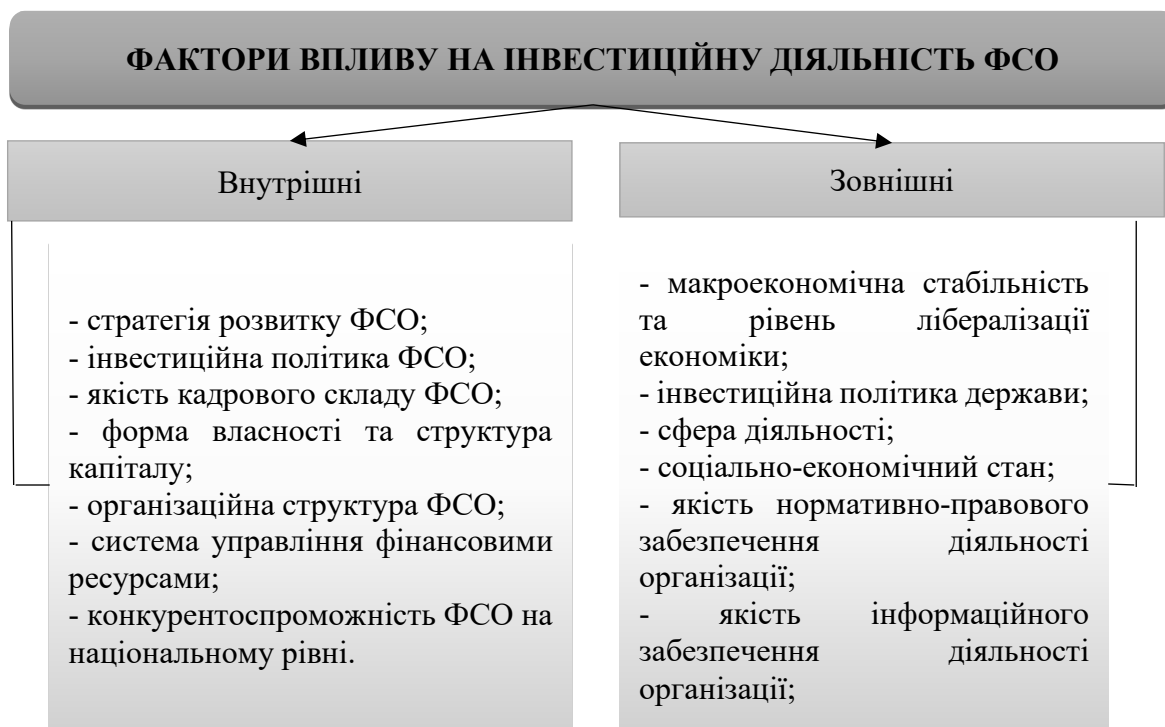 ФАКТОРИ ВПЛИВУ НА ІНВЕСТИЦІЙНУ ДІЯЛЬНІСТЬ ФСО
Внутрішні
- стратегія розвитку ФСО;
- інвестиційна політика ФСО;
- якість кадрового складу ФСО;
- форма власності та структура
капіталу;
- організаційна структура ФСО;
- система управління фінансовими
ресурсами;
- конкурентоспроможність ФСО на
національному рівні.
Зовнішні
- макроекономічна стабільність
та рівень лібералізації
економіки;
- інвестиційна політика держави;
- сфера діяльності;
- соціально-економічний стан;
- якість нормативно-правового
забезпечення діяльності
організації;
- якість інформаційного
забезпечення діяльності
організації;